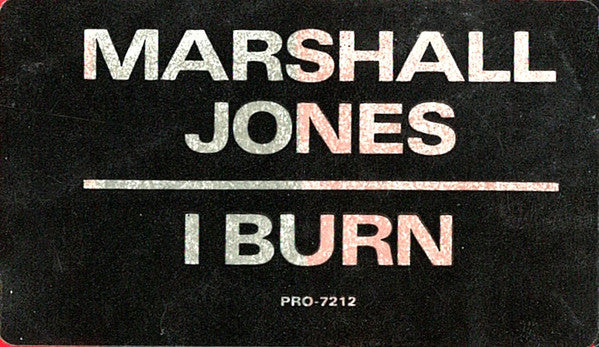 MARSHALL
JONES
I BURN
PRO-7212